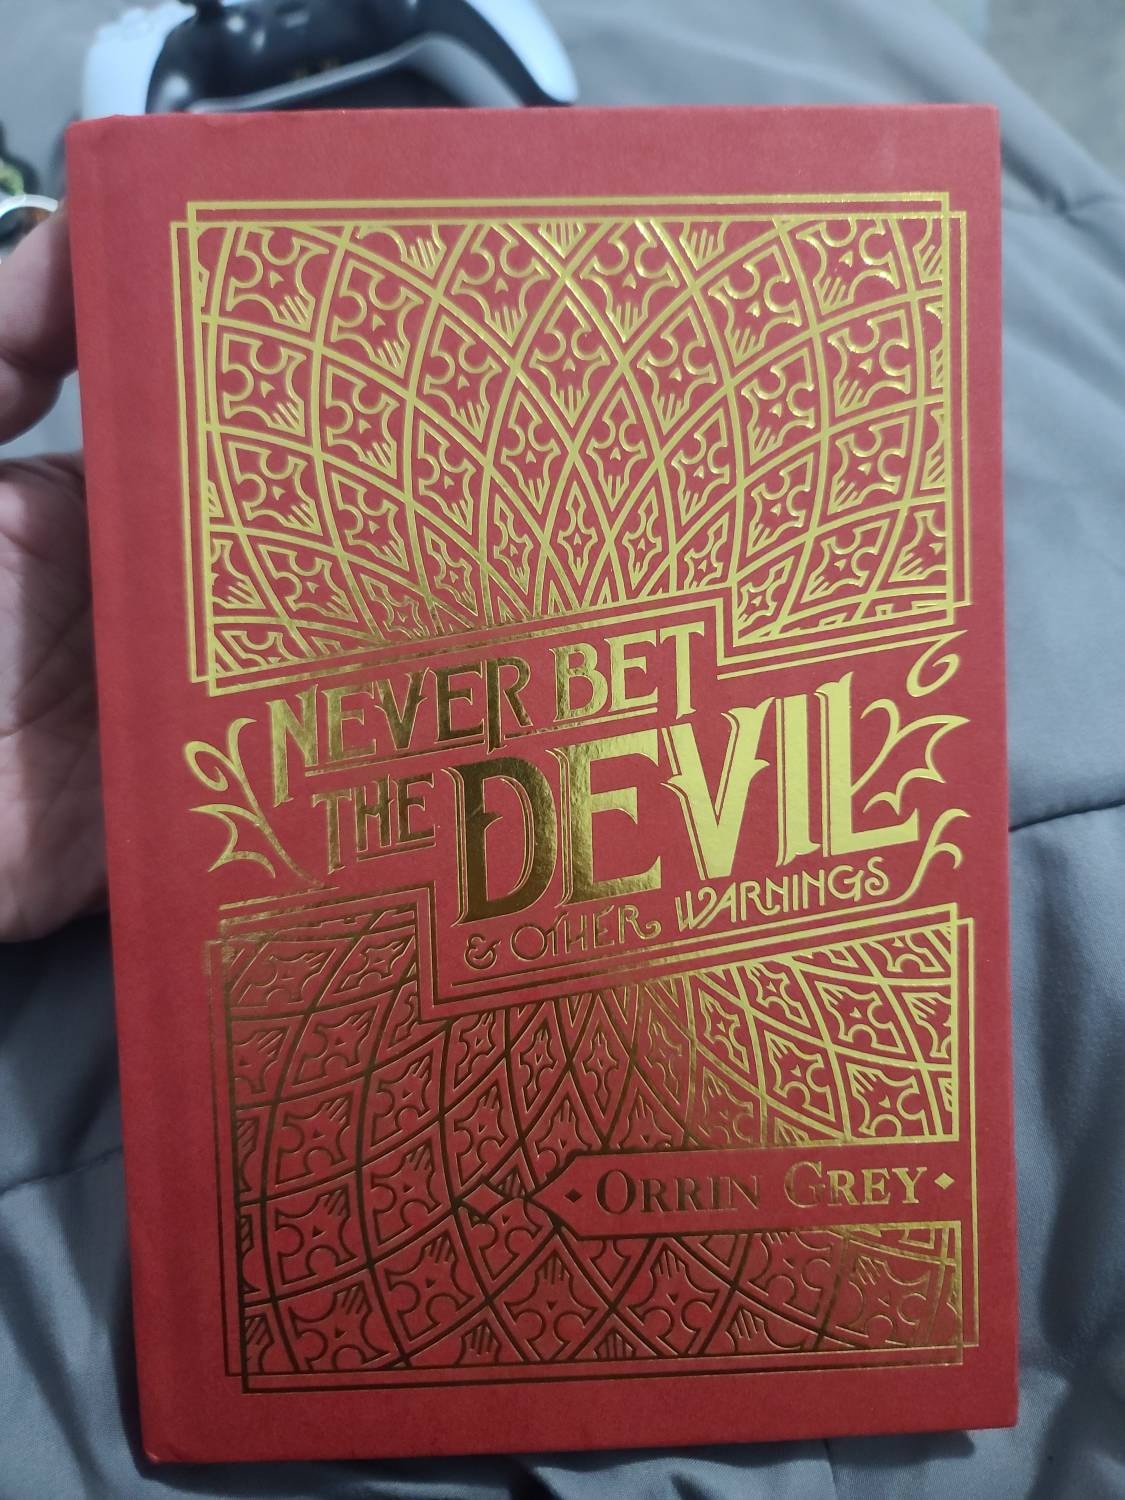 NEVER BET
THE DEVIL
& OTHER WARNINGS
ORRIN GREY